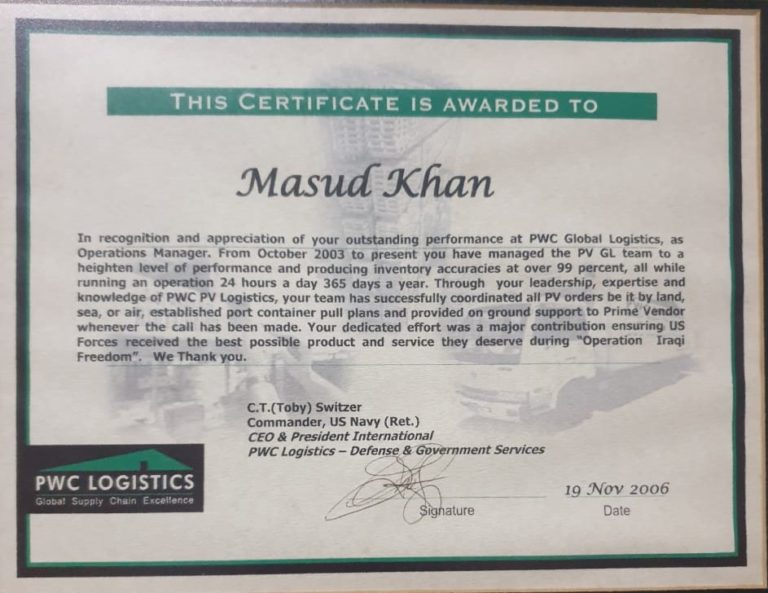 THIS CERTIFICATE IS AWARDED TO
Masud Khan
In recognition and appreciation of your outstanding performance at PWC Global Logistics, as
Operations Manager. From October 2003 to present you have managed the PV GL team to a
heighten level of performance and producing inventory accuracies at over 99 percent, all while
running an operation 24 hours a day 365 days a year. Through your leadership, expertise and
knowledge of PWC PV Logistics, your team has successfully coordinated all PV orders be it by land,
sea, or air, established port container pull plans and provided on ground support to Prime Vendor
whenever the call has been made. Your dedicated effort was a major contribution ensuring US
Forces received the best possible product and service they deserve during "Operation Iraqi
Freedom". We Thank you.
C.T.(Toby) Switzer
Commander, US Navy (Ret.)
CEO & President International
PWC Logistics – Defense & Government Services
PWC LOGISTICS
Global Supply Chain Excellence
19 Nov 2006
Signature
Date